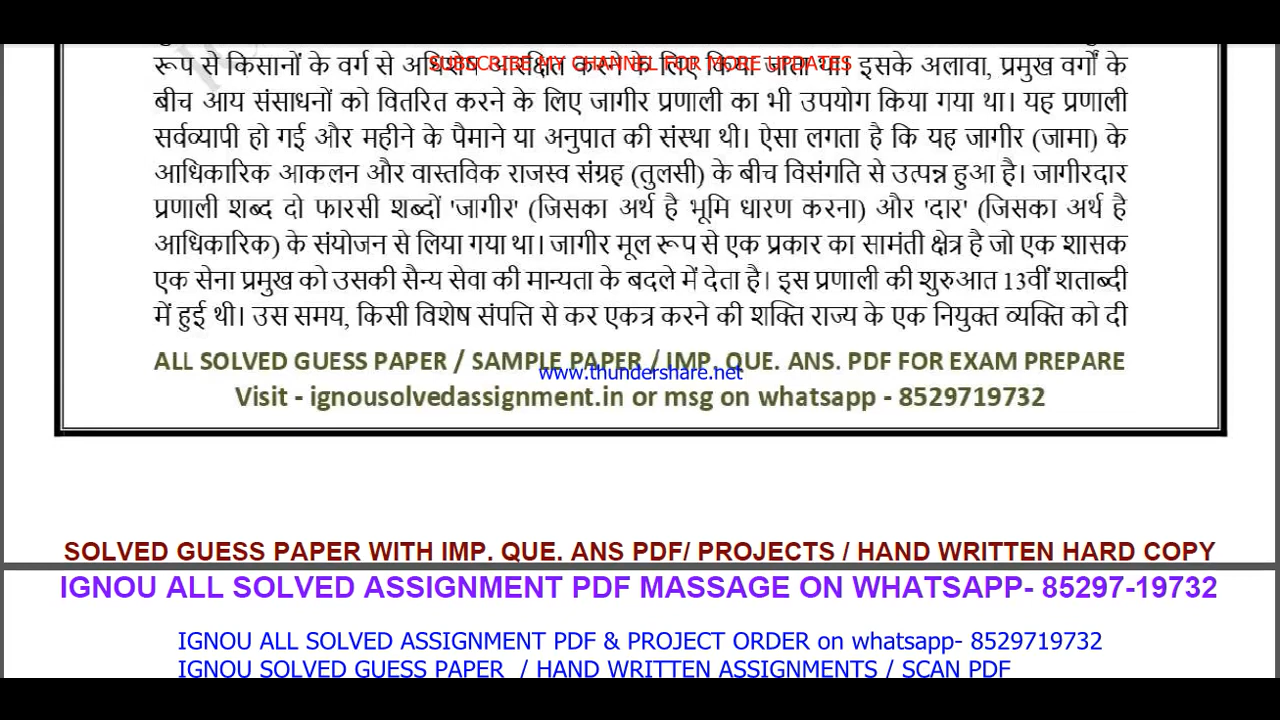 रूप से किसानों के वर्ग से अधिशेष आरक्षित करने के लिए किया जाता था। इसके अलावा, प्रमुख वर्गों के
SUBSCRIBE MY CHANNEL FOR MORE UPDATES
बीच आय संसाधनों को वितरित करने के लिए जागीर प्रणाली का भी उपयोग किया गया था। यह प्रणाली
सर्वव्यापी हो गई और महीने के पैमाने या अनुपात की संस्था थी। ऐसा लगता है कि यह जागीर (जामा) के
आधिकारिक आकलन और वास्तविक राजस्व संग्रह (तुलसी) के बीच विसंगति से उत्पन्न हुआ है। जागीरदार
प्रणाली शब्द दो फारसी शब्दों 'जागीर' (जिसका अर्थ है भूमि धारण करना) और 'दार' (जिसका अर्थ है
आधिकारिक) के संयोजन से लिया गया था। जागीर मूल रूप से एक प्रकार का सामंती क्षेत्र है जो एक शासक
एक सेना प्रमुख को उसकी सैन्य सेवा की मान्यता के बदले में देता है। इस प्रणाली की शुरुआत 13वीं शताब्दी
में हुई थी। उस समय, किसी विशेष संपत्ति से कर एकत्र करने की शक्ति राज्य के एक नियुक्त व्यक्ति को दी
ALL SOLVED GUESS PAPER / SAMPLE PAPER / IMP. QUE. ANS. PDF FOR EXAM PREPARE
www.thundershare.net
Visit - ignousolvedassignment.in or msg on whatsapp - 8529719732
SOLVED GUESS PAPER WITH IMP. QUE. ANS PDF/ PROJECTS / HAND WRITTEN HARD COPY
IGNOU ALL SOLVED ASSIGNMENT PDF MASSAGE ON WHATSAPP- 85297-19732
IGNOU ALL SOLVED ASSIGNMENT PDF & PROJECT ORDER on whatsapp- 8529719732
IGNOU SOLVED GUESS PAPER / HAND WRITTEN ASSIGNMENTS / SCAN PDF